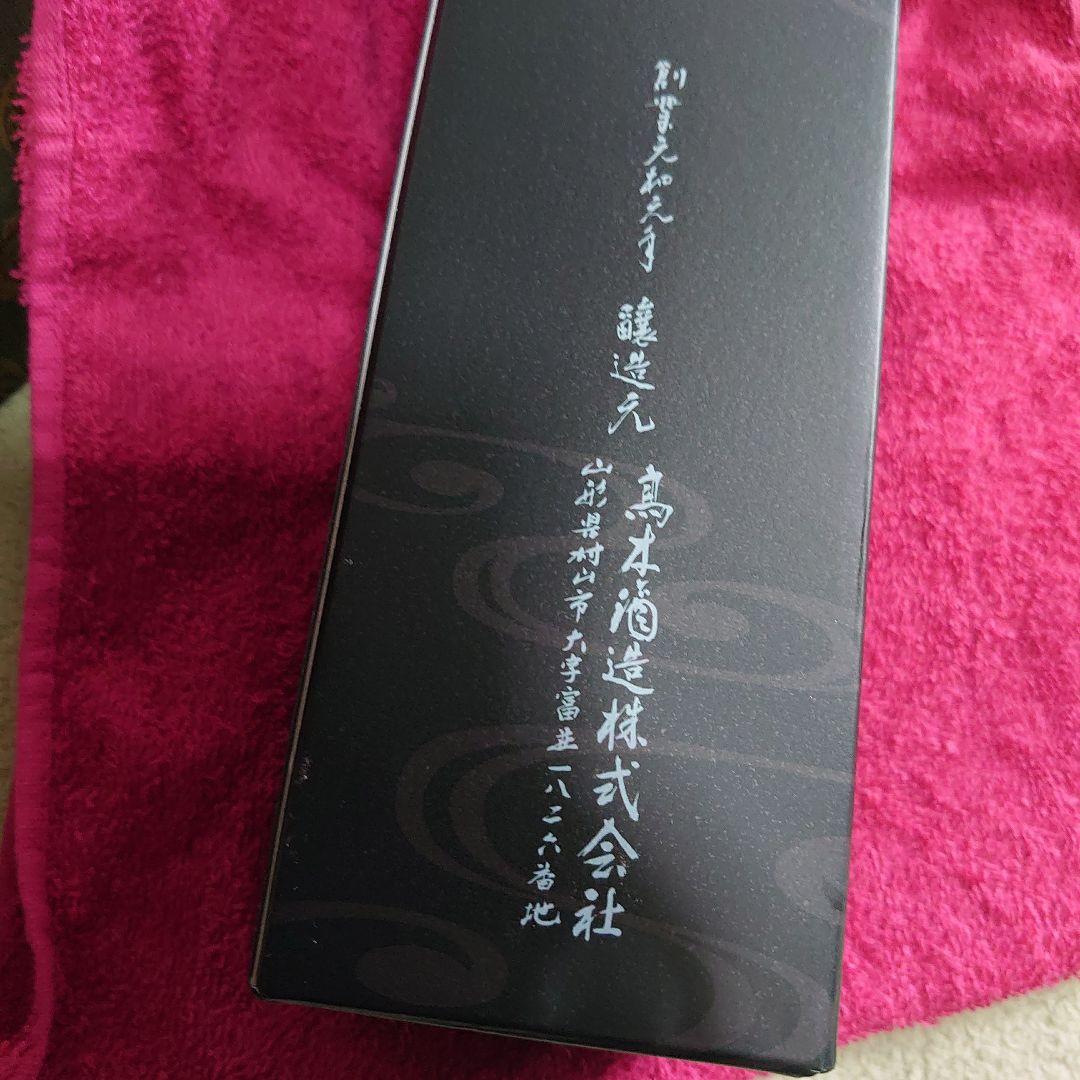 創業元和元年 醸造元 髙木酒造株式会社
山形県村山市大字富並一八二六番地